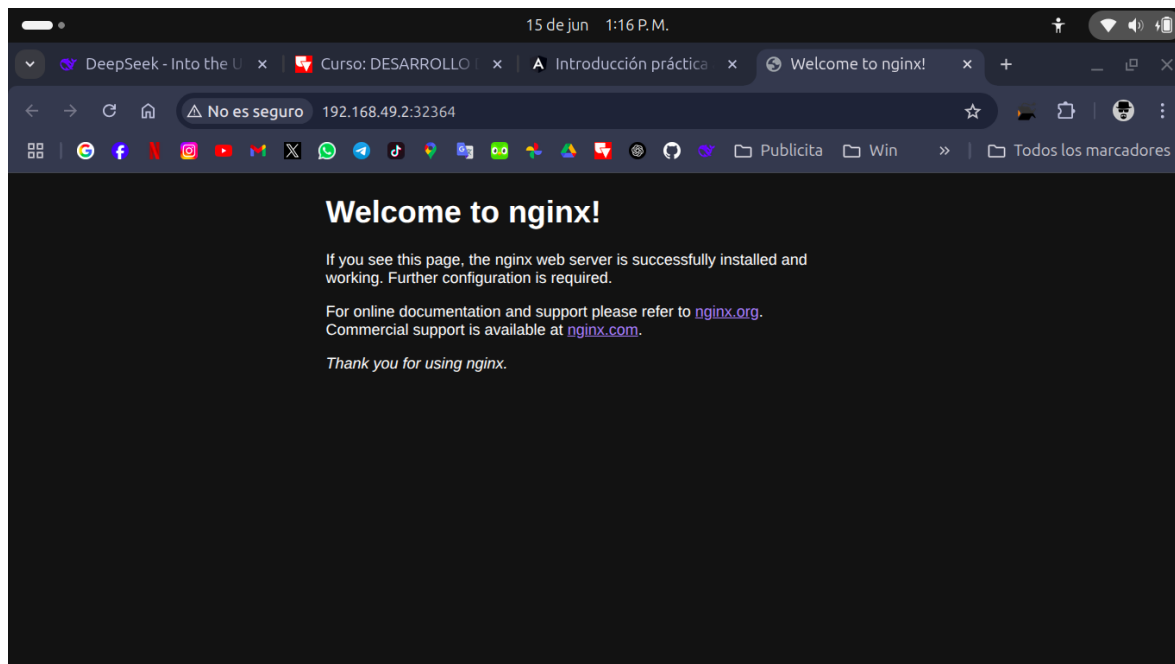 15 de jun 1:16 P. M.
DeepSeek - Into the U
Curso: DESARROLLO
Introducción práctica
Welcome to nginx!
No es seguro 192.168.49.2:32364
Publicita
Win
»
Todos los marcadores
Welcome to nginx!
If you see this page, the nginx web server is successfully installed and
working. Further configuration is required.
For online documentation and support please refer to nginx.org.
Commercial support is available at nginx.com.
Thank you for using nginx.